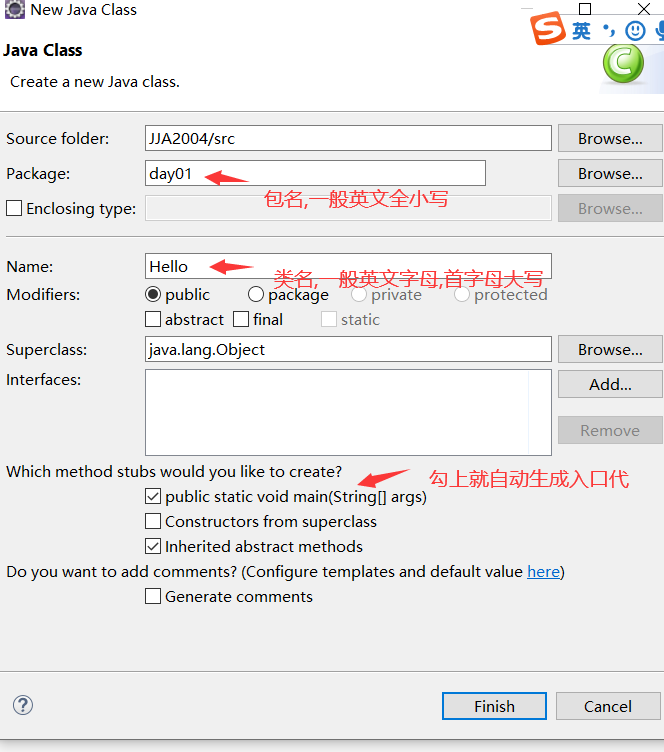 New Java Class
英
Java Class
Create a new Java class.
Source folder: JJA2004/src Browse...
Package: day01 Browse...
包名,一般英文全小写
Enclosing type: Browse...
Name: Hello
类名,一般英文字母,首字母大写
Modifiers: public package private protected
abstract final static
Superclass: java.lang.Object Browse...
Interfaces: Add...
Remove
Which method stubs would you like to create?
勾上就自动生成入口代
public static void main(String[] args)
Constructors from superclass
Inherited abstract methods
Do you want to add comments? (Configure templates and default value here)
Generate comments
Finish Cancel